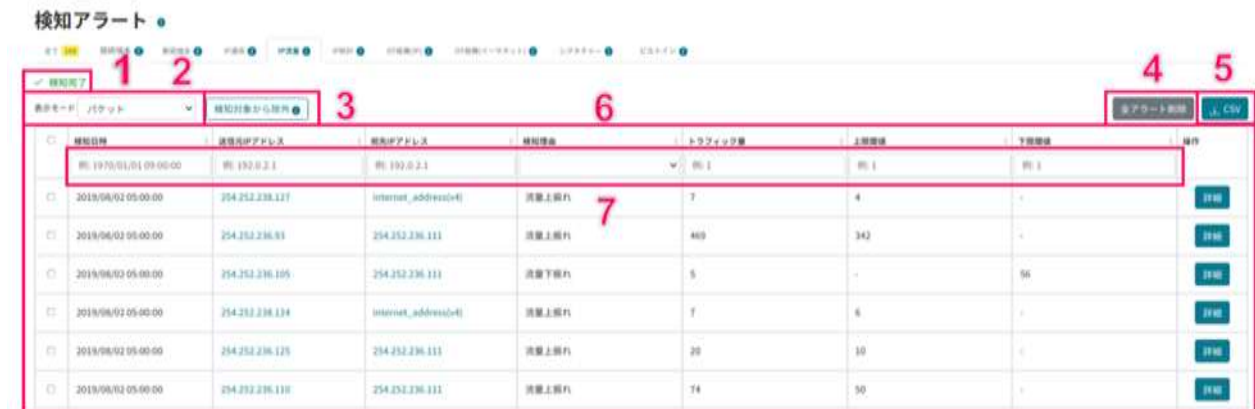 検知アラート
全て 169 IP流量
✓ 検知完了
1 2 3 4 5 6 7
表示モード パケット 検知対象から除外 全アラート削除 CSV
検知日時 送信元IPアドレス 宛先IPアドレス 検知理由 トラフィック量 上限閾値 下限閾値 操作
例: 1970/01/01 09:00:00 例: 192.0.2.1 例: 192.0.2.1 例: 1 例: 1 例: 1
2019/08/02 05:00:00 254.252.238.127 internet_address(v4) 流量上振れ 7 4 - 詳細
2019/08/02 05:00:00 254.252.236.93 254.252.236.111 流量上振れ 469 342 - 詳細
2019/08/02 05:00:00 254.252.236.105 254.252.236.111 流量下振れ 5 - 56 詳細
2019/08/02 05:00:00 254.252.238.134 internet_address(v4) 流量上振れ 7 6 - 詳細
2019/08/02 05:00:00 254.252.236.125 254.252.236.111 流量上振れ 20 10 - 詳細
2019/08/02 05:00:00 254.252.236.110 254.252.236.111 流量上振れ 74 50 - 詳細